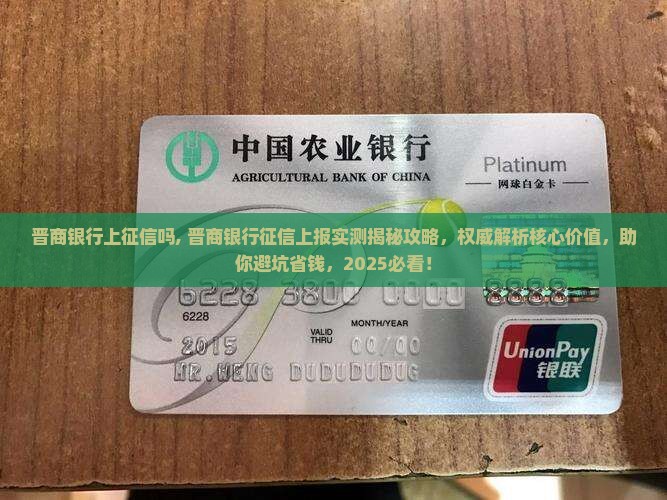 中国农业银行
AGRICULTURAL BANK OF CHINA
Platinum
网球白金卡
晋商银行上征信吗, 晋商银行征信上报实测揭秘攻略，权威解析核心价值，助
你避坑省钱，2025必看！
6228 3800 0000 8888
6228
VALID THRU
MONTH/YEAR
2015
00/00
MR.WENG DUDUDUDUG
UnionPay
银联